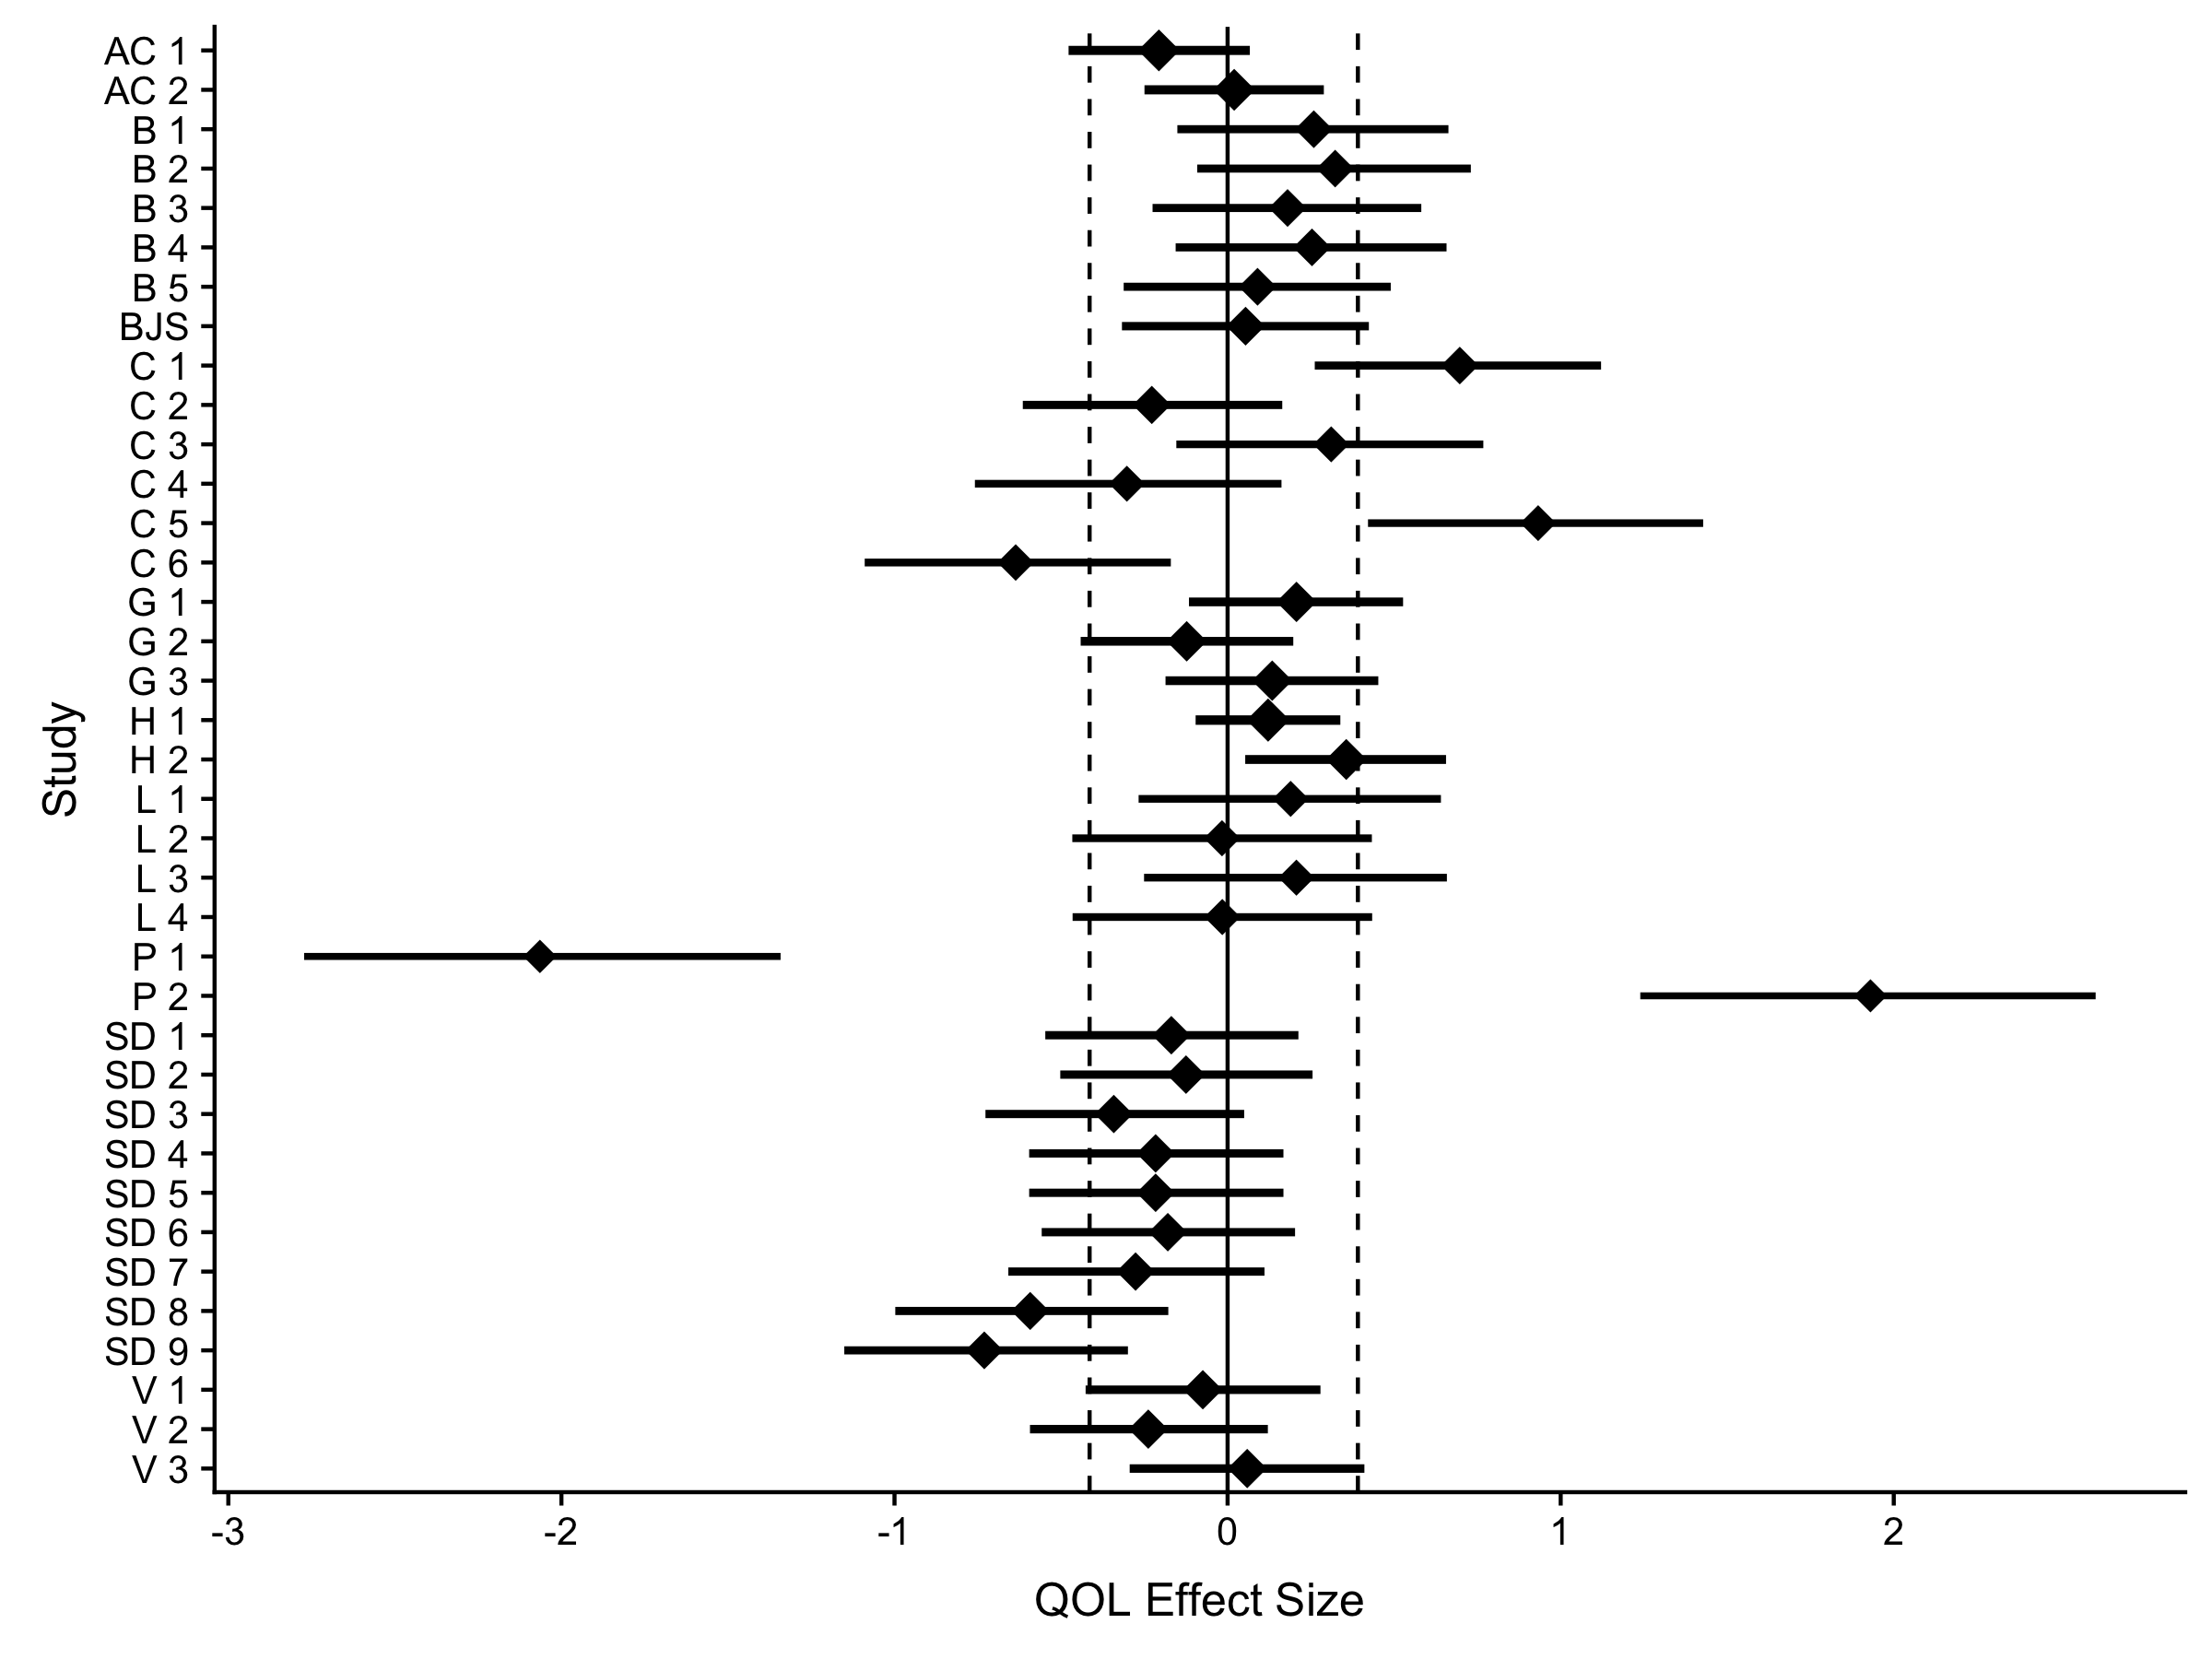 AC 1
AC 2
B 1
B 2
B 3
B 4
B 5
BJS
C 1
C 2
C 3
C 4
C 5
C 6
G 1
G 2
G 3
H 1
H 2
L 1
L 2
L 3
L 4
P 1
P 2
SD 1
SD 2
SD 3
SD 4
SD 5
SD 6
SD 7
SD 8
SD 9
V 1
V 2
V 3
Study
-3 -2 -1 0 1 2
QOL Effect Size